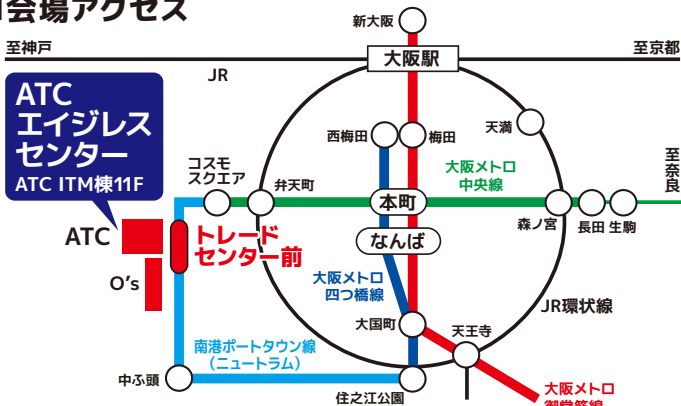 会場アクセス
新大阪
至神戸
大阪駅
至京都
JR
ATC
エイジレス
センター
ATC ITM棟11F
西梅田
梅田
天満
大阪メトロ
中央線
至奈良
コスモ
スクエア
弁天町
本町
森ノ宮
長田
生駒
ATC
トレード
センター前
なんば
O's
大阪メトロ
四つ橋線
JR環状線
大国町
天王寺
南港ポートタウン線
（ニュートラム）
中ふ頭
住之江公園
大阪メトロ
御堂筋線